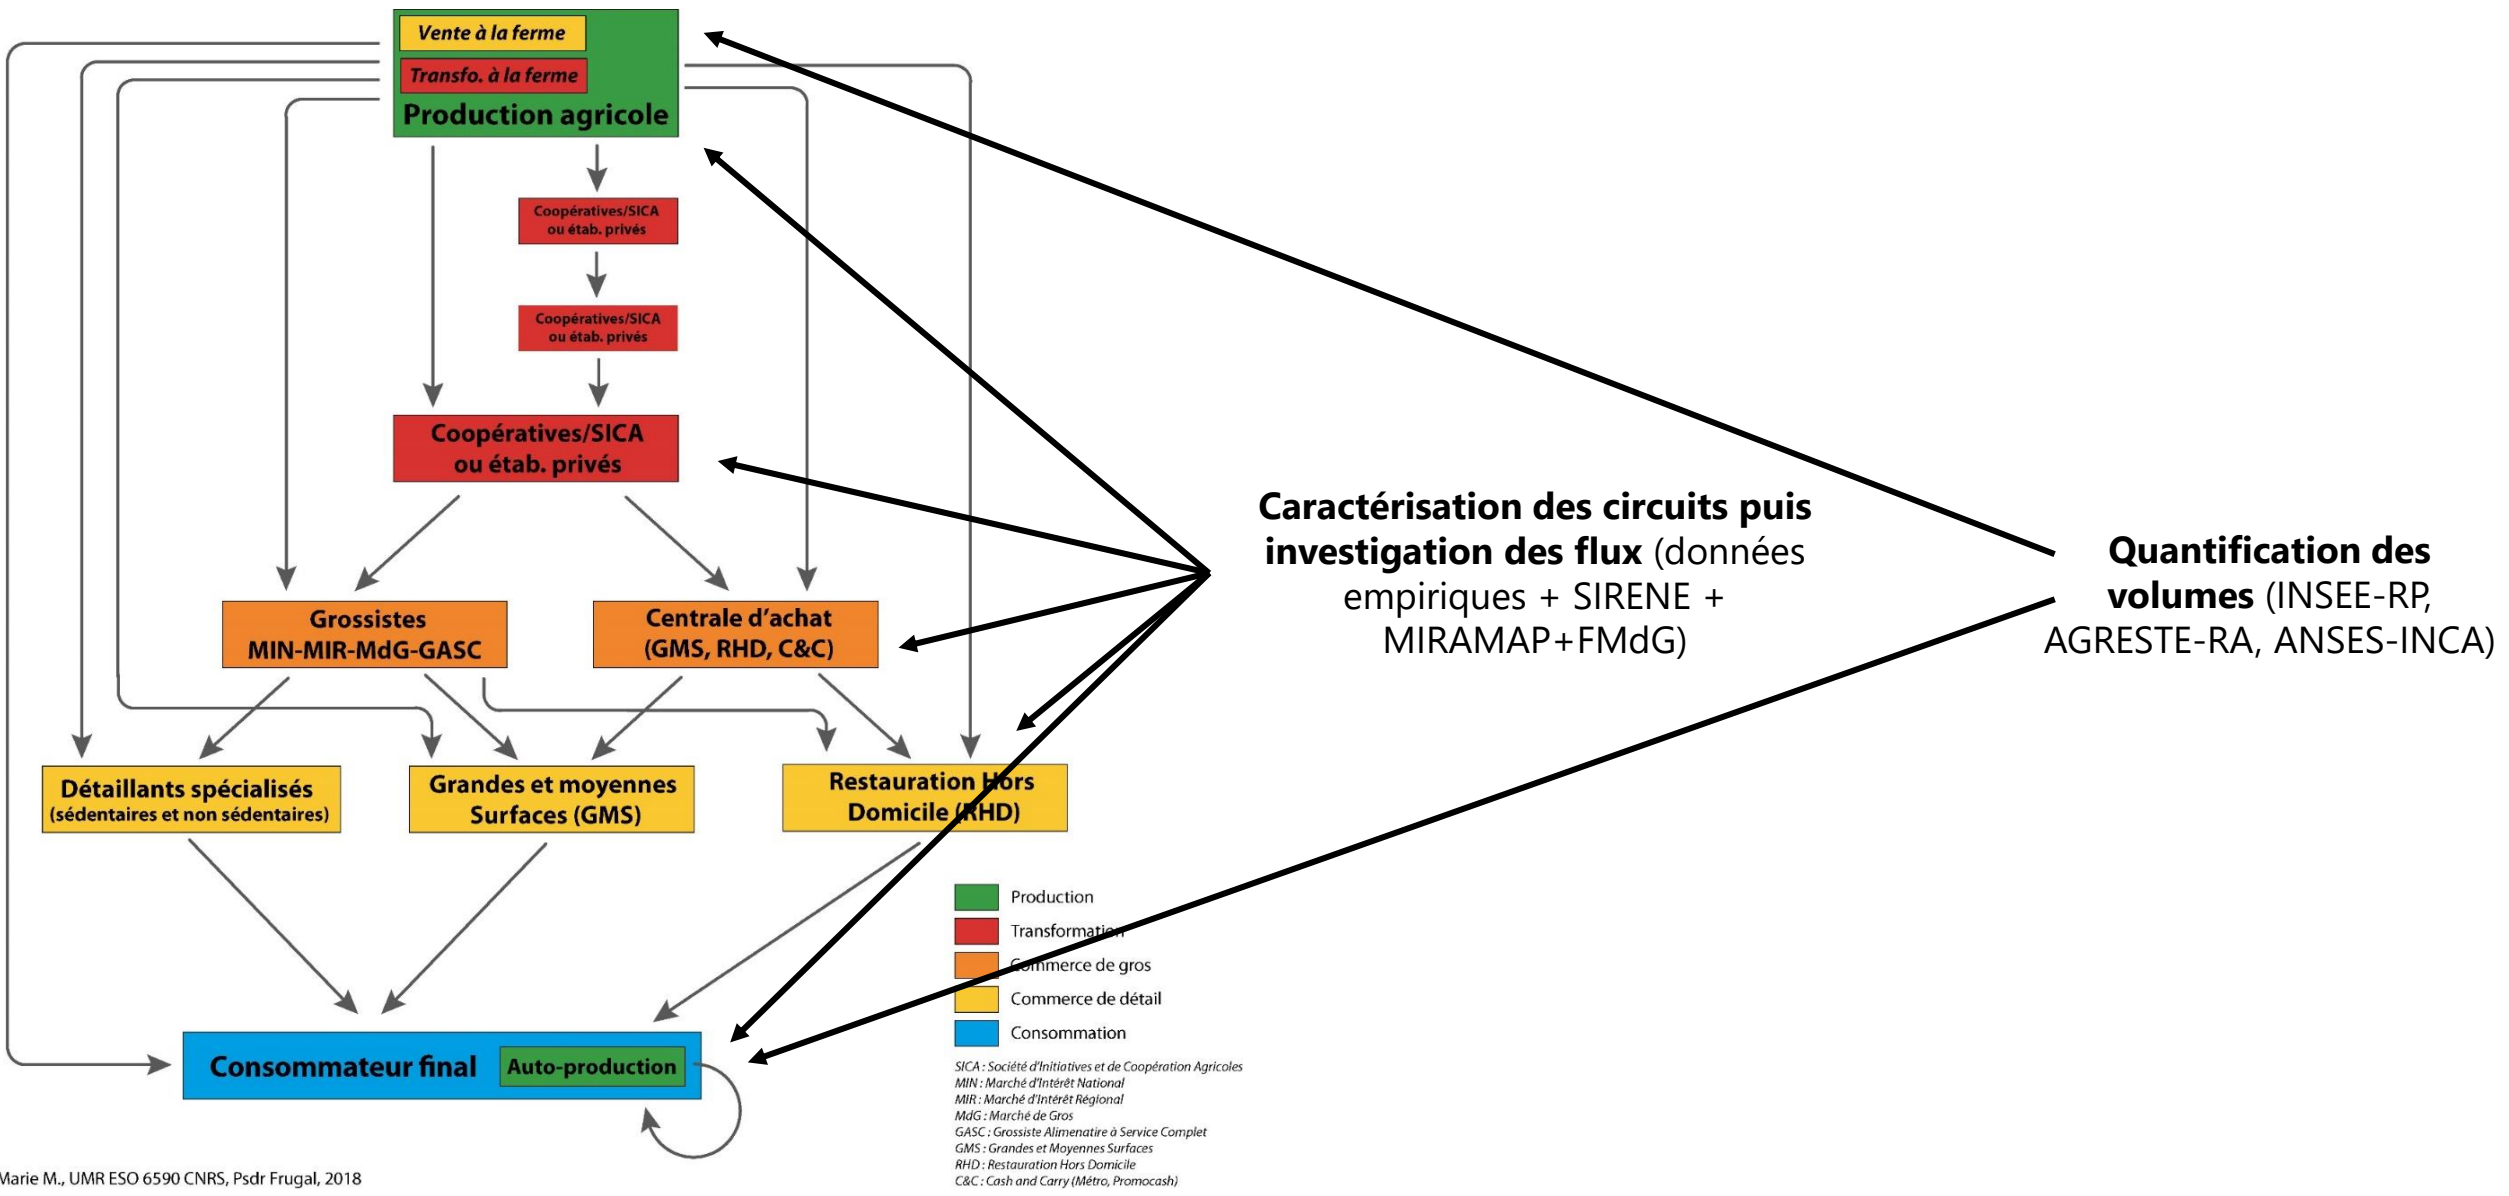 Vente à la ferme
Transfo. à la ferme
Production agricole
Coopératives/SICA
ou étab. privés
Coopératives/SICA
ou étab. privés
Coopératives/SICA
ou étab. privés
Grossistes
MIN-MIR-MdG-GASC
Centrale d'achat
(GMS, RHD, C&C)
Détaillants spécialisés
(sédentaires et non sédentaires)
Grandes et moyennes
Surfaces (GMS)
Restauration Hors
Domicile (RHD)
Consommateur final
Auto-production
Caractérisation des circuits puis
investigation des flux (données
empiriques + SIRENE +
MIRAMAP+FMdG)
Quantification des
volumes (INSEE-RP,
AGRESTE-RA, ANSES-INCA)
Production
Transformation
Commerce de gros
Commerce de détail
Consommation
SICA : Société d'Initiatives et de Coopération Agricoles
MIN : Marché d'Intérêt National
MIR : Marché d'Intérêt Régional
MdG : Marché de Gros
GASC : Grossiste Alimenatire à Service Complet
GMS : Grandes et Moyennes Surfaces
RHD : Restauration Hors Domicile
C&C : Cash and Carry (Métro, Promocash)
Marie M., UMR ESO 6590 CNRS, Psdr Frugal, 2018